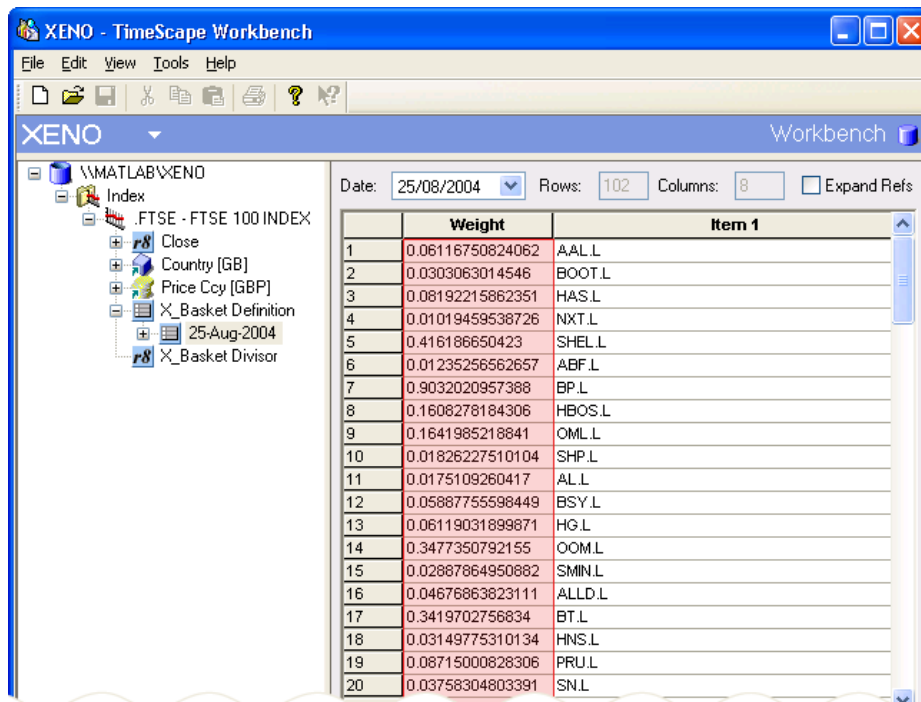 XENO - TimeScape Workbench
File Edit View Tools Help
XENO Workbench
\\MATLAB\XENO
Index
.FTSE - FTSE 100 INDEX
r8 Close
Country [GB]
Price Ccy [GBP]
X_Basket Definition
25-Aug-2004
r8 X_Basket Divisor
Date: 25/08/2004 Rows: 102 Columns: 8 Expand Refs
Weight Item 1
1 0.06116750824062 AAL.L
2 0.0303063014546 BOOT.L
3 0.08192215862351 HAS.L
4 0.01019459538726 NXT.L
5 0.416186650423 SHEL.L
6 0.01235256562657 ABF.L
7 0.9032020957388 BP.L
8 0.1608278184306 HBOS.L
9 0.1641985218841 OML.L
10 0.01826227510104 SHP.L
11 0.0175109260417 AL.L
12 0.05887755598449 BSY.L
13 0.06119031899871 HG.L
14 0.3477350792155 OOM.L
15 0.02887864950882 SMIN.L
16 0.04676863823111 ALLD.L
17 0.3419702756834 BT.L
18 0.03149775310134 HNS.L
19 0.08715000828306 PRU.L
20 0.03758304803391 SN.L